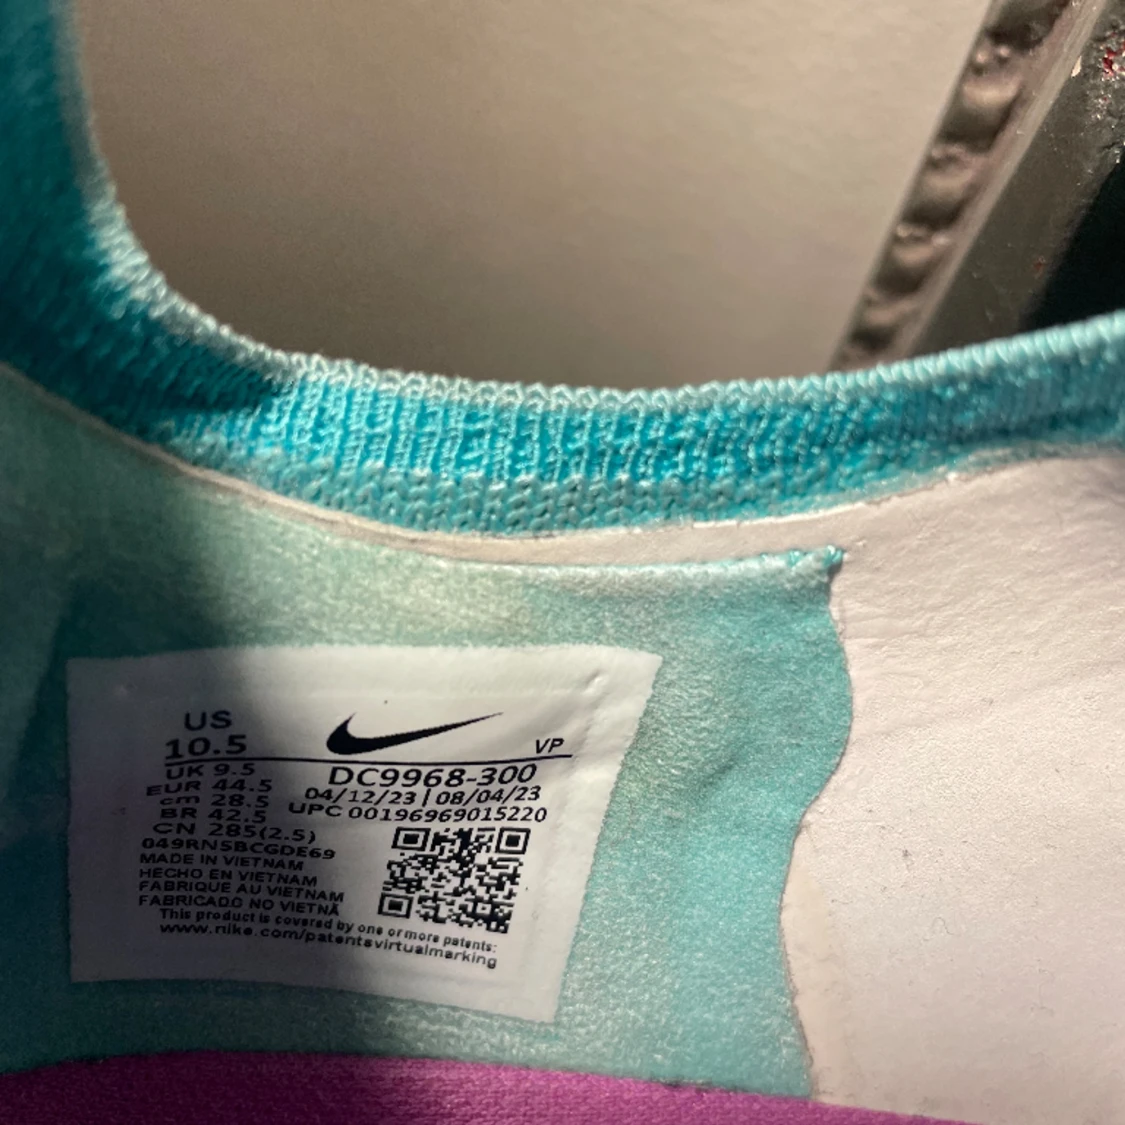 US
10.5
VP
UK 9.5
EUR 44.5
cm 28.5
BR 42.5
CN 285(2.5)
DC9968-300
04/12/23 | 08/04/23
UPC 00196969015220
049RNSBCGDE69
MADE IN VIETNAM
HECHO EN VIETNAM
FABRIQUE AU VIETNAM
FABRICADO NO VIETNÃ
This product is covered by one or more patents:
www.nike.com/patentsvirtualmarking